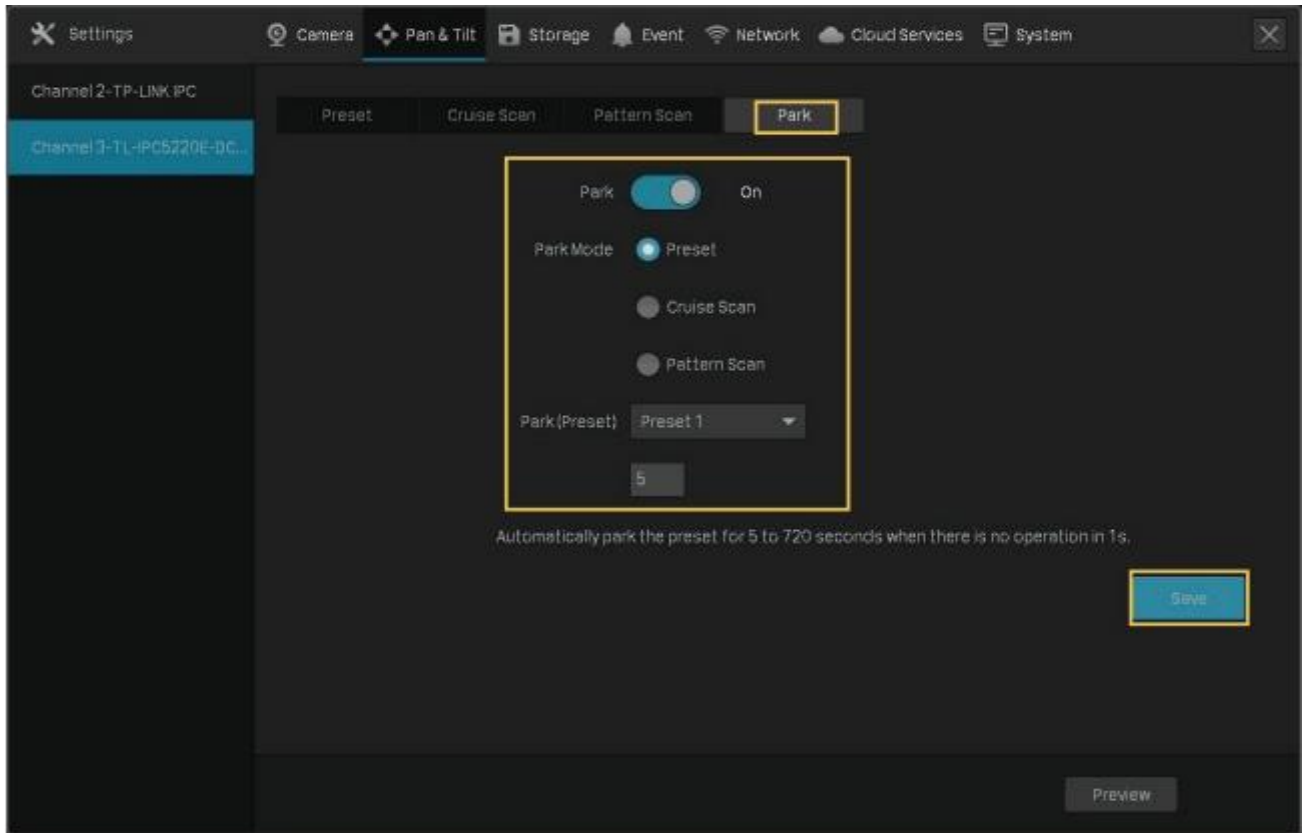 Settings Camera Pan & Tilt Storage Event Network Cloud Services System
Channel 2-TP-LINK IPC
Channel 3-TL-IPC5220E-DC...
Preset Cruise Scan Pattern Scan Park
Park On
Park Mode Preset
Cruise Scan
Pattern Scan
Park (Preset) Preset 1
5
Automatically park the preset for 5 to 720 seconds when there is no operation in 1s.
Save
Preview